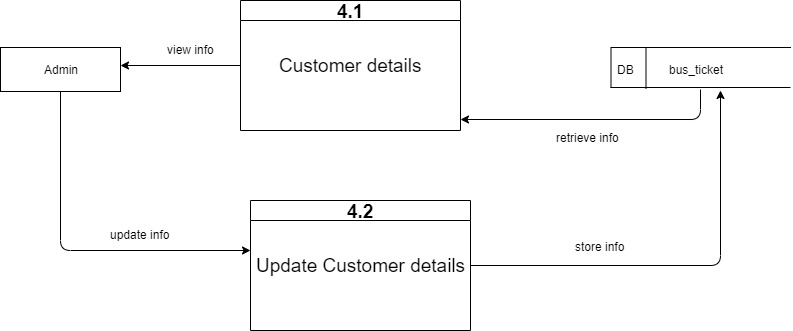 4.1
view info
Customer details
Admin
DB
bus_ticket
retrieve info
4.2
update info
store info
Update Customer details